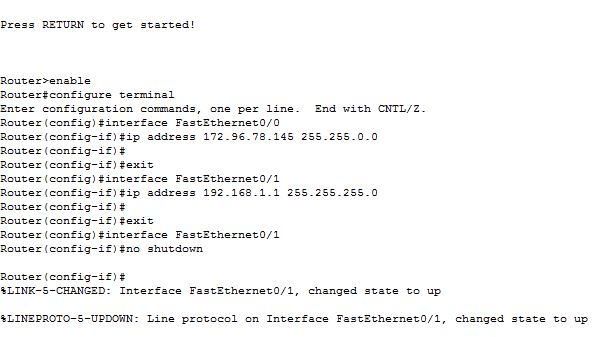 Press RETURN to get started!
Router>enable
Router#configure terminal
Enter configuration commands, one per line.  End with CNTL/Z.
Router(config)#interface FastEthernet0/0
Router(config-if)#ip address 172.96.78.145 255.255.0.0
Router(config-if)#
Router(config-if)#exit
Router(config)#interface FastEthernet0/1
Router(config-if)#ip address 192.168.1.1 255.255.255.0
Router(config-if)#
Router(config-if)#exit
Router(config)#interface FastEthernet0/1
Router(config-if)#no shutdown
Router(config-if)#
%LINK-5-CHANGED: Interface FastEthernet0/1, changed state to up
%LINEPROTO-5-UPDOWN: Line protocol on Interface FastEthernet0/1, changed state to up